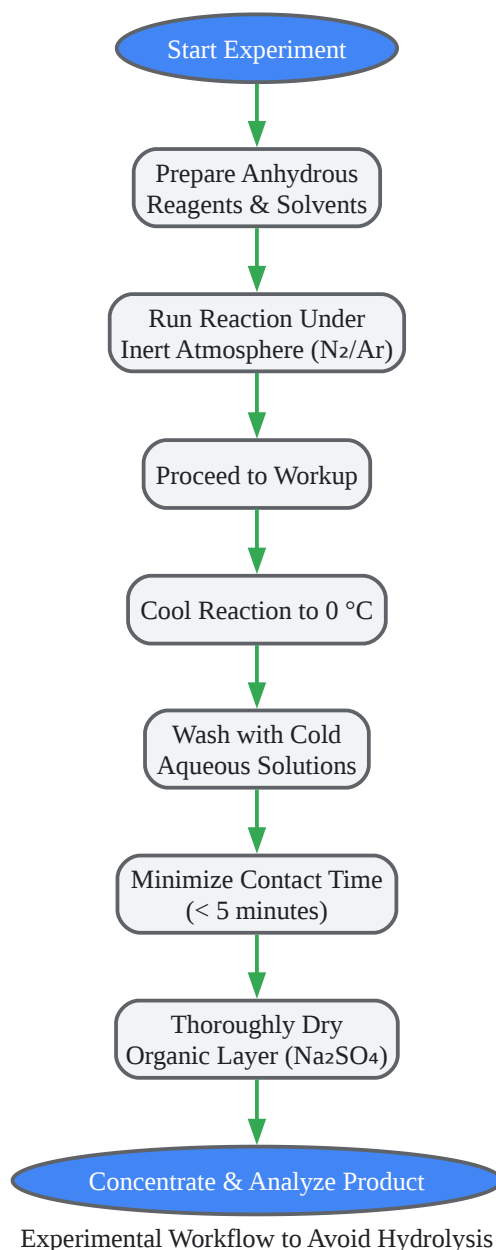 Start Experiment
Prepare Anhydrous
Reagents & Solvents
Run Reaction Under
Inert Atmosphere (N₂/Ar)
Proceed to Workup
Cool Reaction to 0 °C
Wash with Cold
Aqueous Solutions
Minimize Contact Time
(< 5 minutes)
Thoroughly Dry
Organic Layer (Na₂SO₄)
Concentrate & Analyze Product
Experimental Workflow to Avoid Hydrolysis